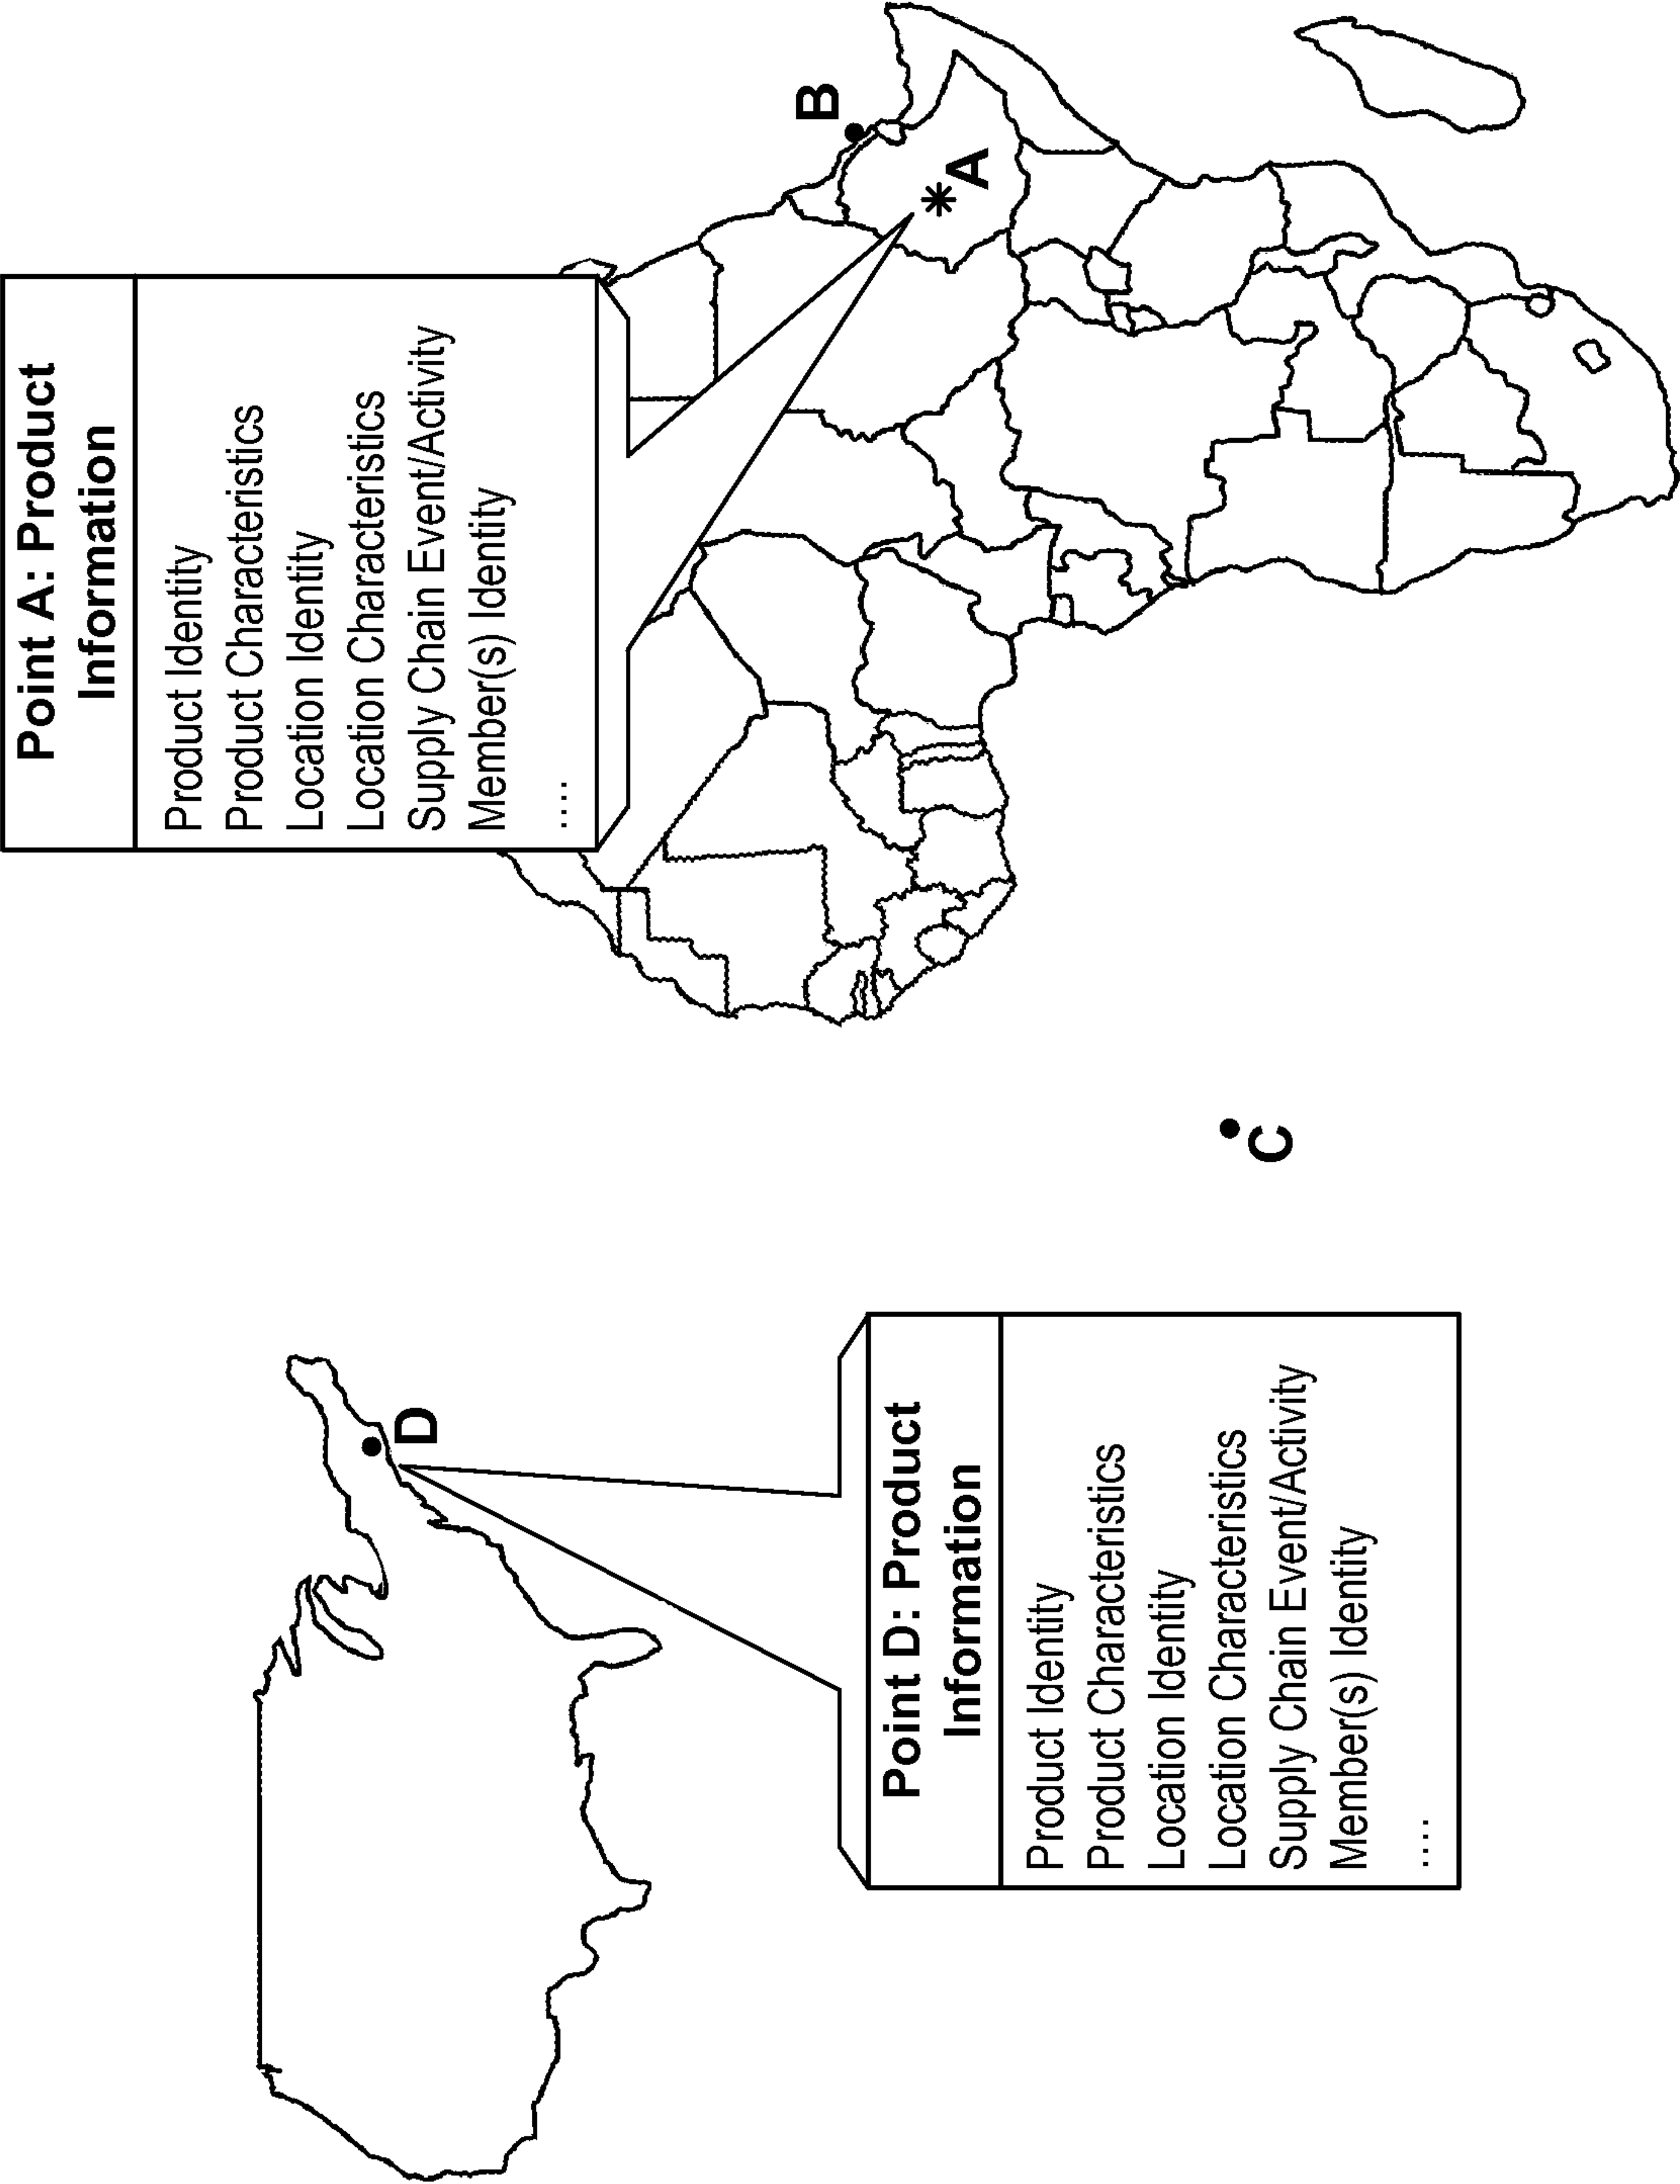 Point A: Product
Information
Product Identity
Product Characteristics
Location Identity
Location Characteristics
Supply Chain Event/Activity
Member(s) Identity
....
B
A
C
D
Point D: Product
Information
Product Identity
Product Characteristics
Location Identity
Location Characteristics
Supply Chain Event/Activity
Member(s) Identity
....